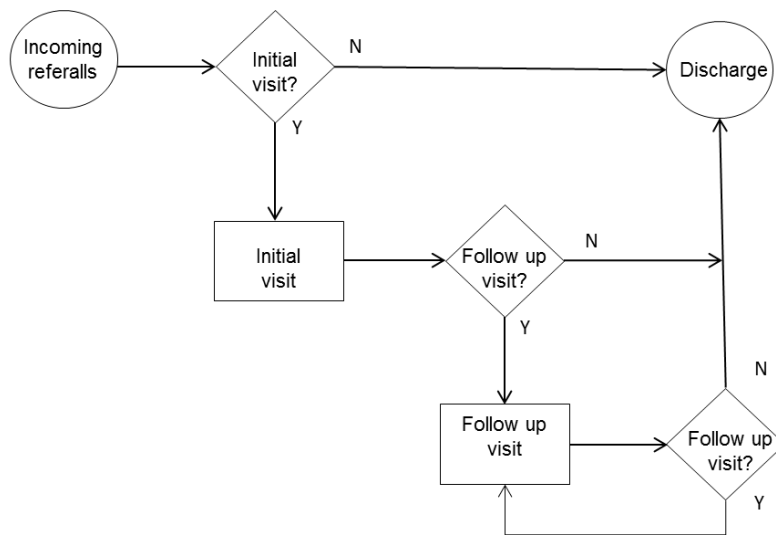 Incoming
referalls
Initial
visit?
N
Discharge
Y
Initial
visit
Follow up
visit?
N
Y
Follow up
visit
N
Follow up
visit?
Y